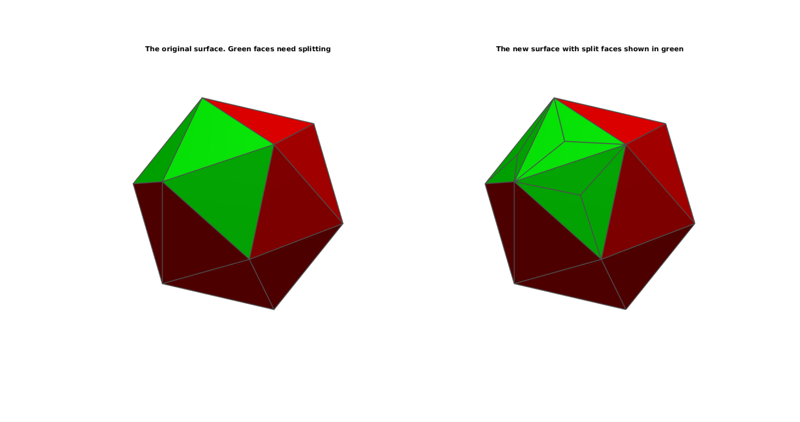 The original surface. Green faces need splitting
The new surface with split faces shown in green